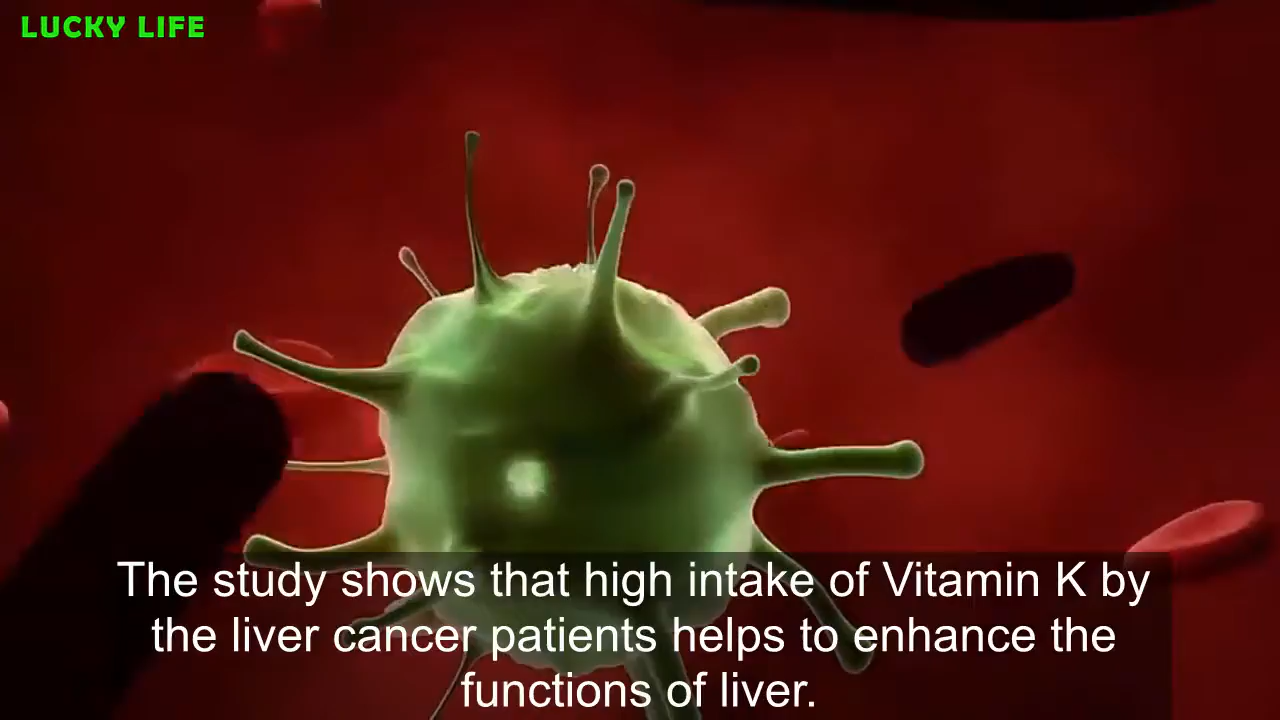 LUCKY LIFE
The study shows that high intake of Vitamin K by
the liver cancer patients helps to enhance the
functions of liver.